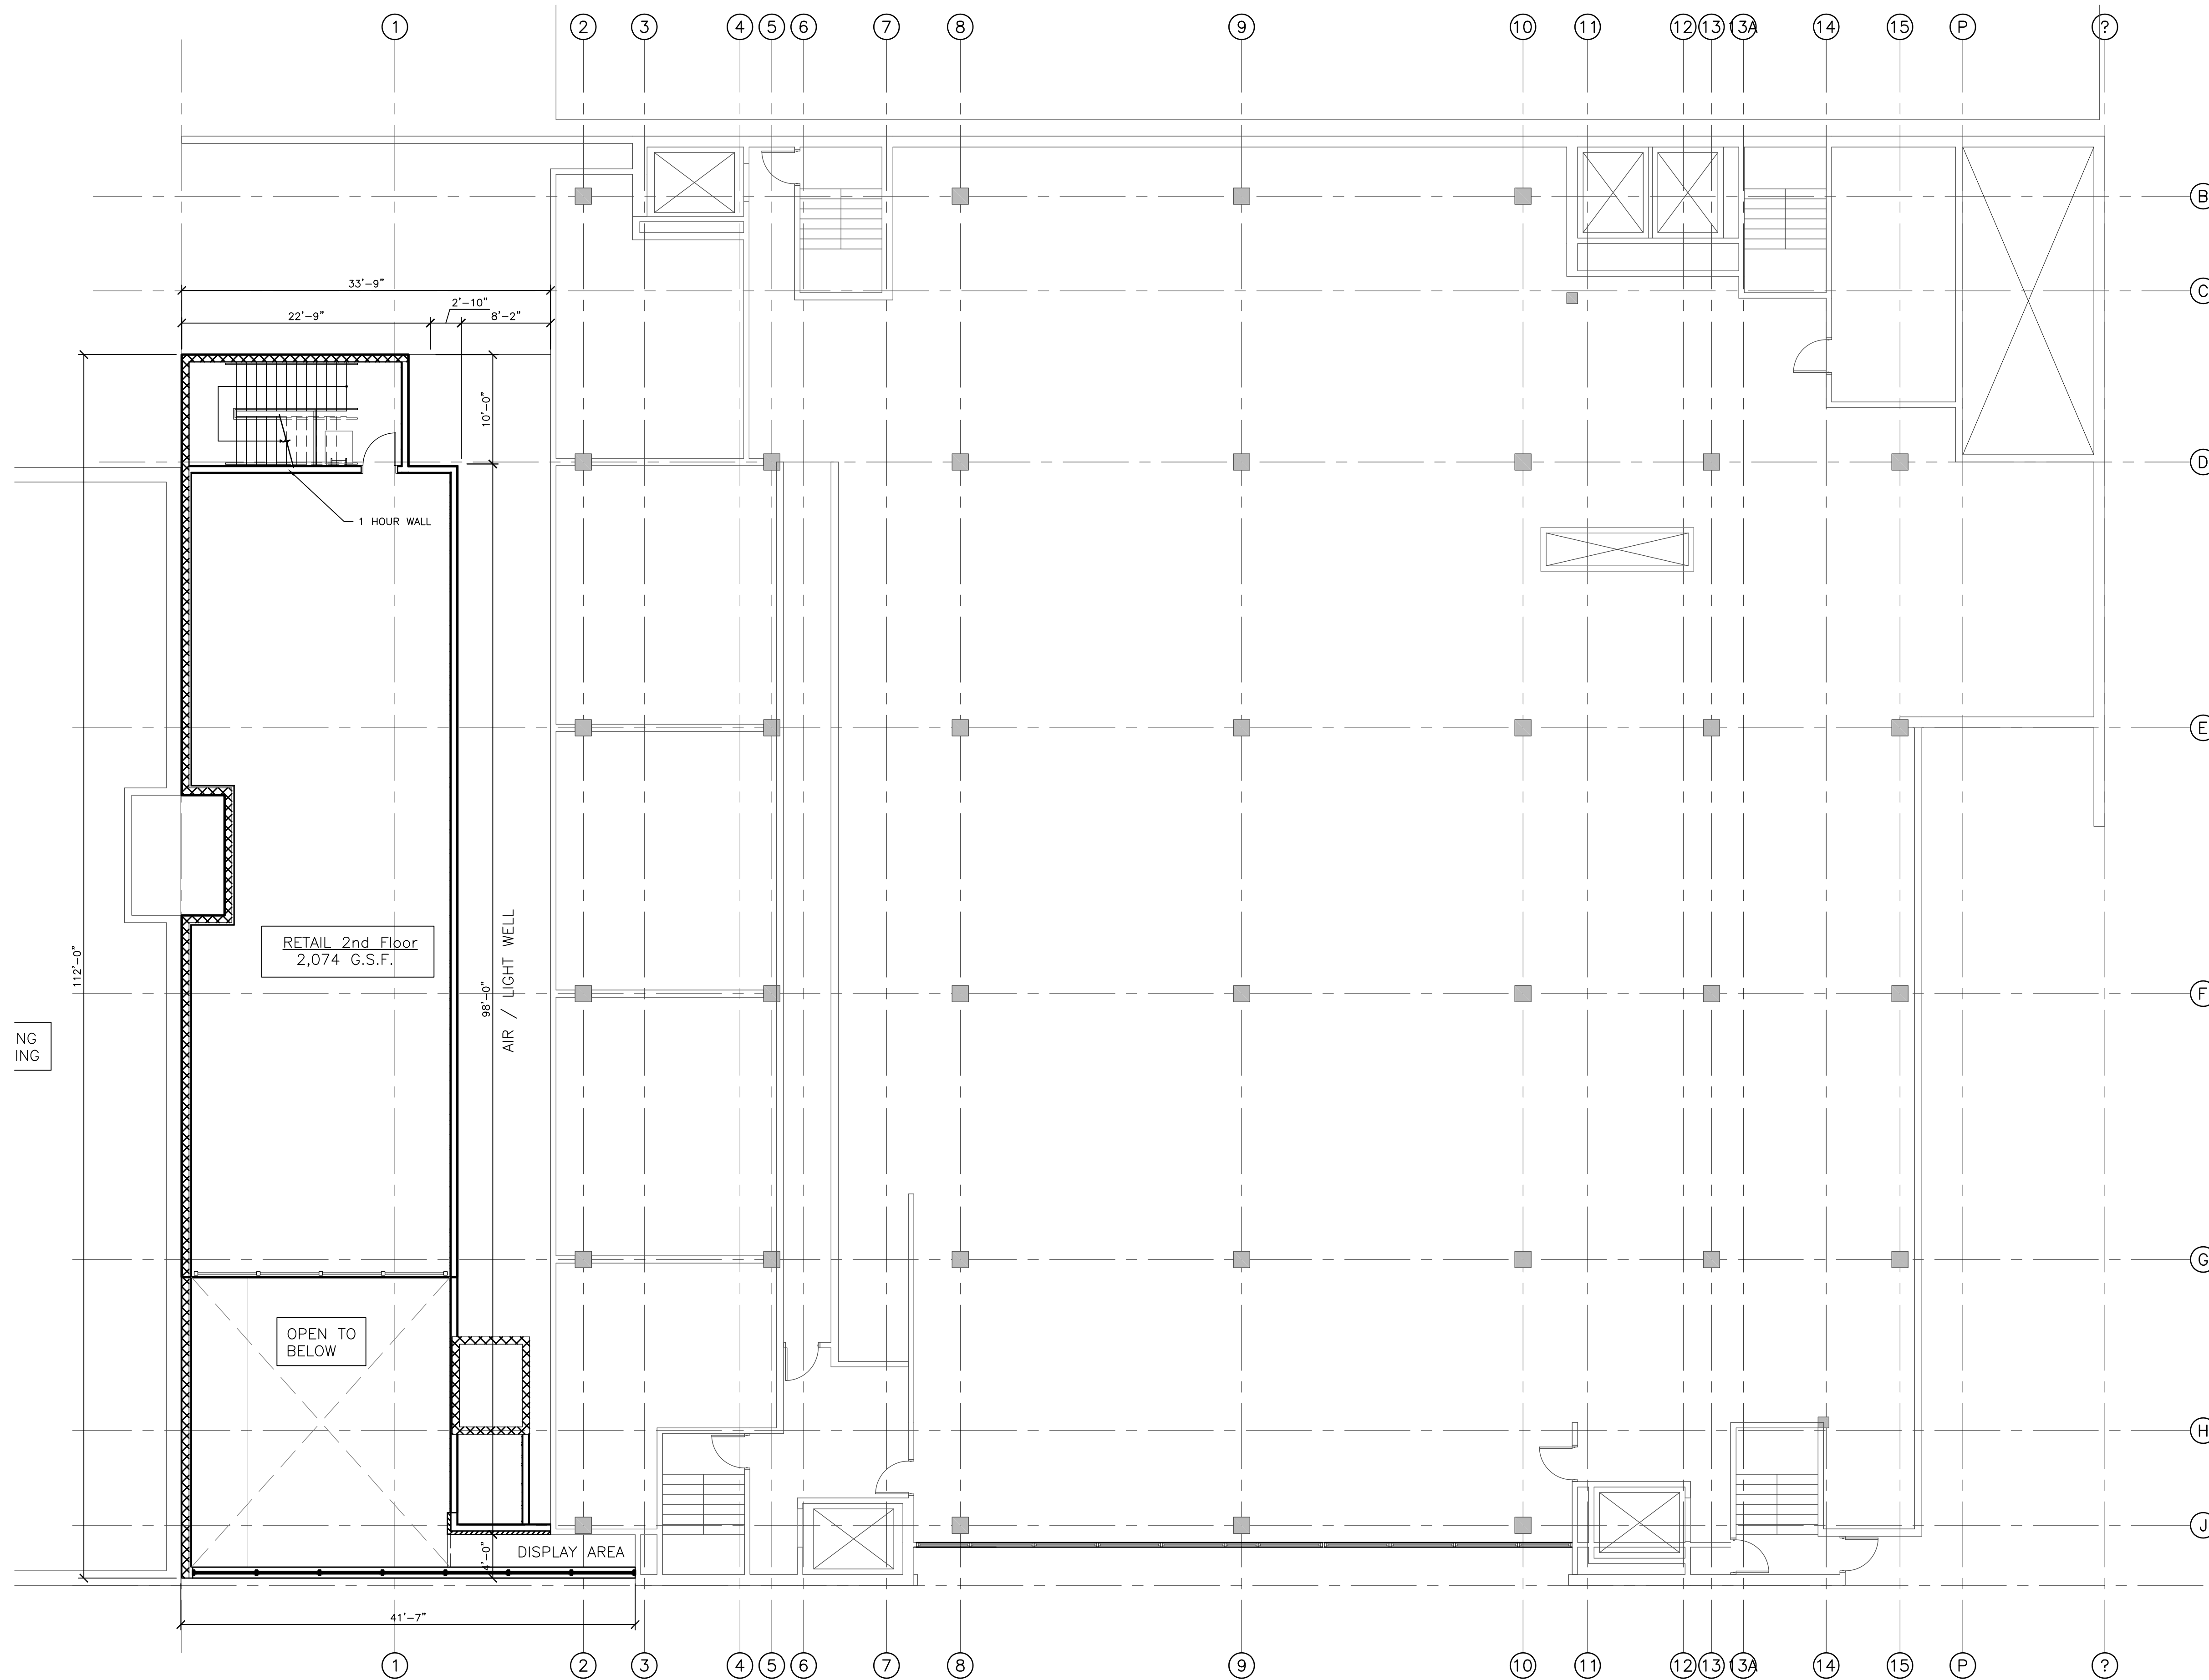 1 2 3 4 5 6 7 8 9 10 11 12 13 13A 14 15 P ?
B
C
33'-9"
2'-10"
22'-9" 8'-2"
10'-0"
D
1 HOUR WALL
E
RETAIL 2nd Floor
2,074 G.S.F.
112'-0"
98'-0"
AIR / LIGHT WELL
F
NG
ING
G
OPEN TO
BELOW
H
J
DISPLAY AREA
4'-0"
41'-7"
1 2 3 4 5 6 7 8 9 10 11 12 13 13A 14 15 P ?